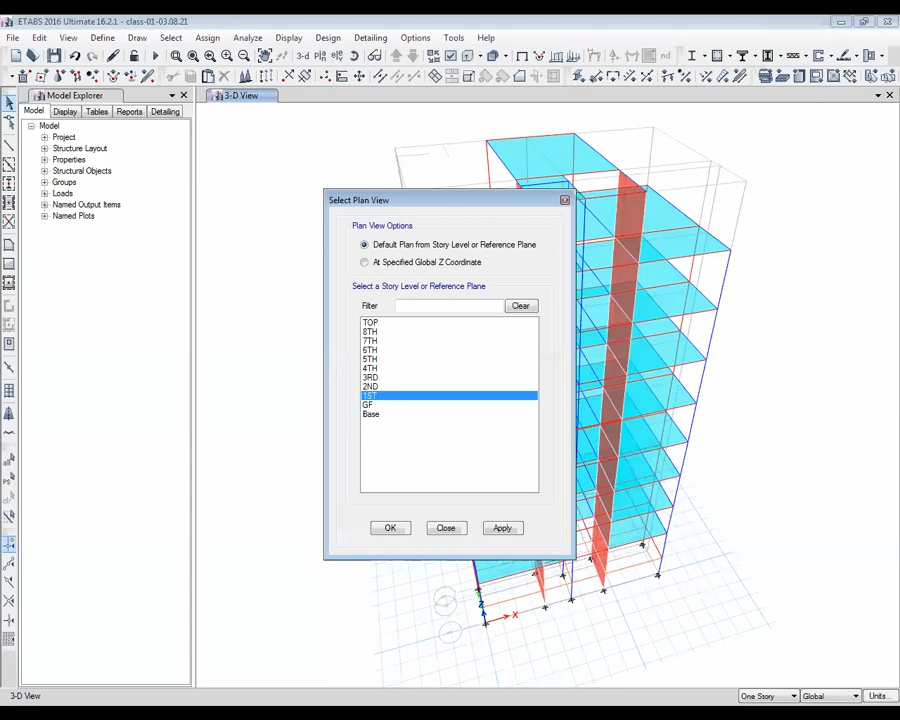 ETABS 2016 Ultimate 16.2.1 - class-01-03.08.21
File Edit View Define Draw Select Assign Analyze Display Design Detailing Options Tools Help
3-d
nd
Model Explorer
3-D View
Model Display Tables Reports Detailing
Model
Project
Structure Layout
Properties
Structural Objects
Groups
Loads
Named Output Items
Named Plots
Select Plan View
Plan View Options
Default Plan from Story Level or Reference Plane
At Specified Global Z Coordinate
Select a Story Level or Reference Plane
Filter
Clear
TOP
8TH
7TH
6TH
5TH
4TH
3RD
2ND
1ST
GF
Base
OK Close Apply
Z
X
3-D View
One Story
Global
Units...